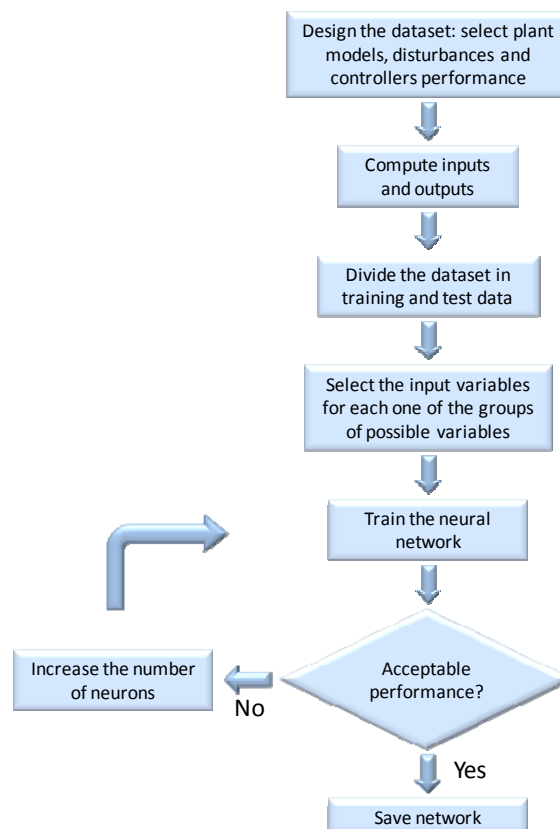 Design the dataset: select plant
models, disturbances and
controllers performance
Compute inputs
and outputs
Divide the dataset in
training and test data
Select the input variables
for each one of the groups
of possible variables
Train the neural
network
Acceptable
performance?
No
Increase the number
of neurons
Yes
Save network